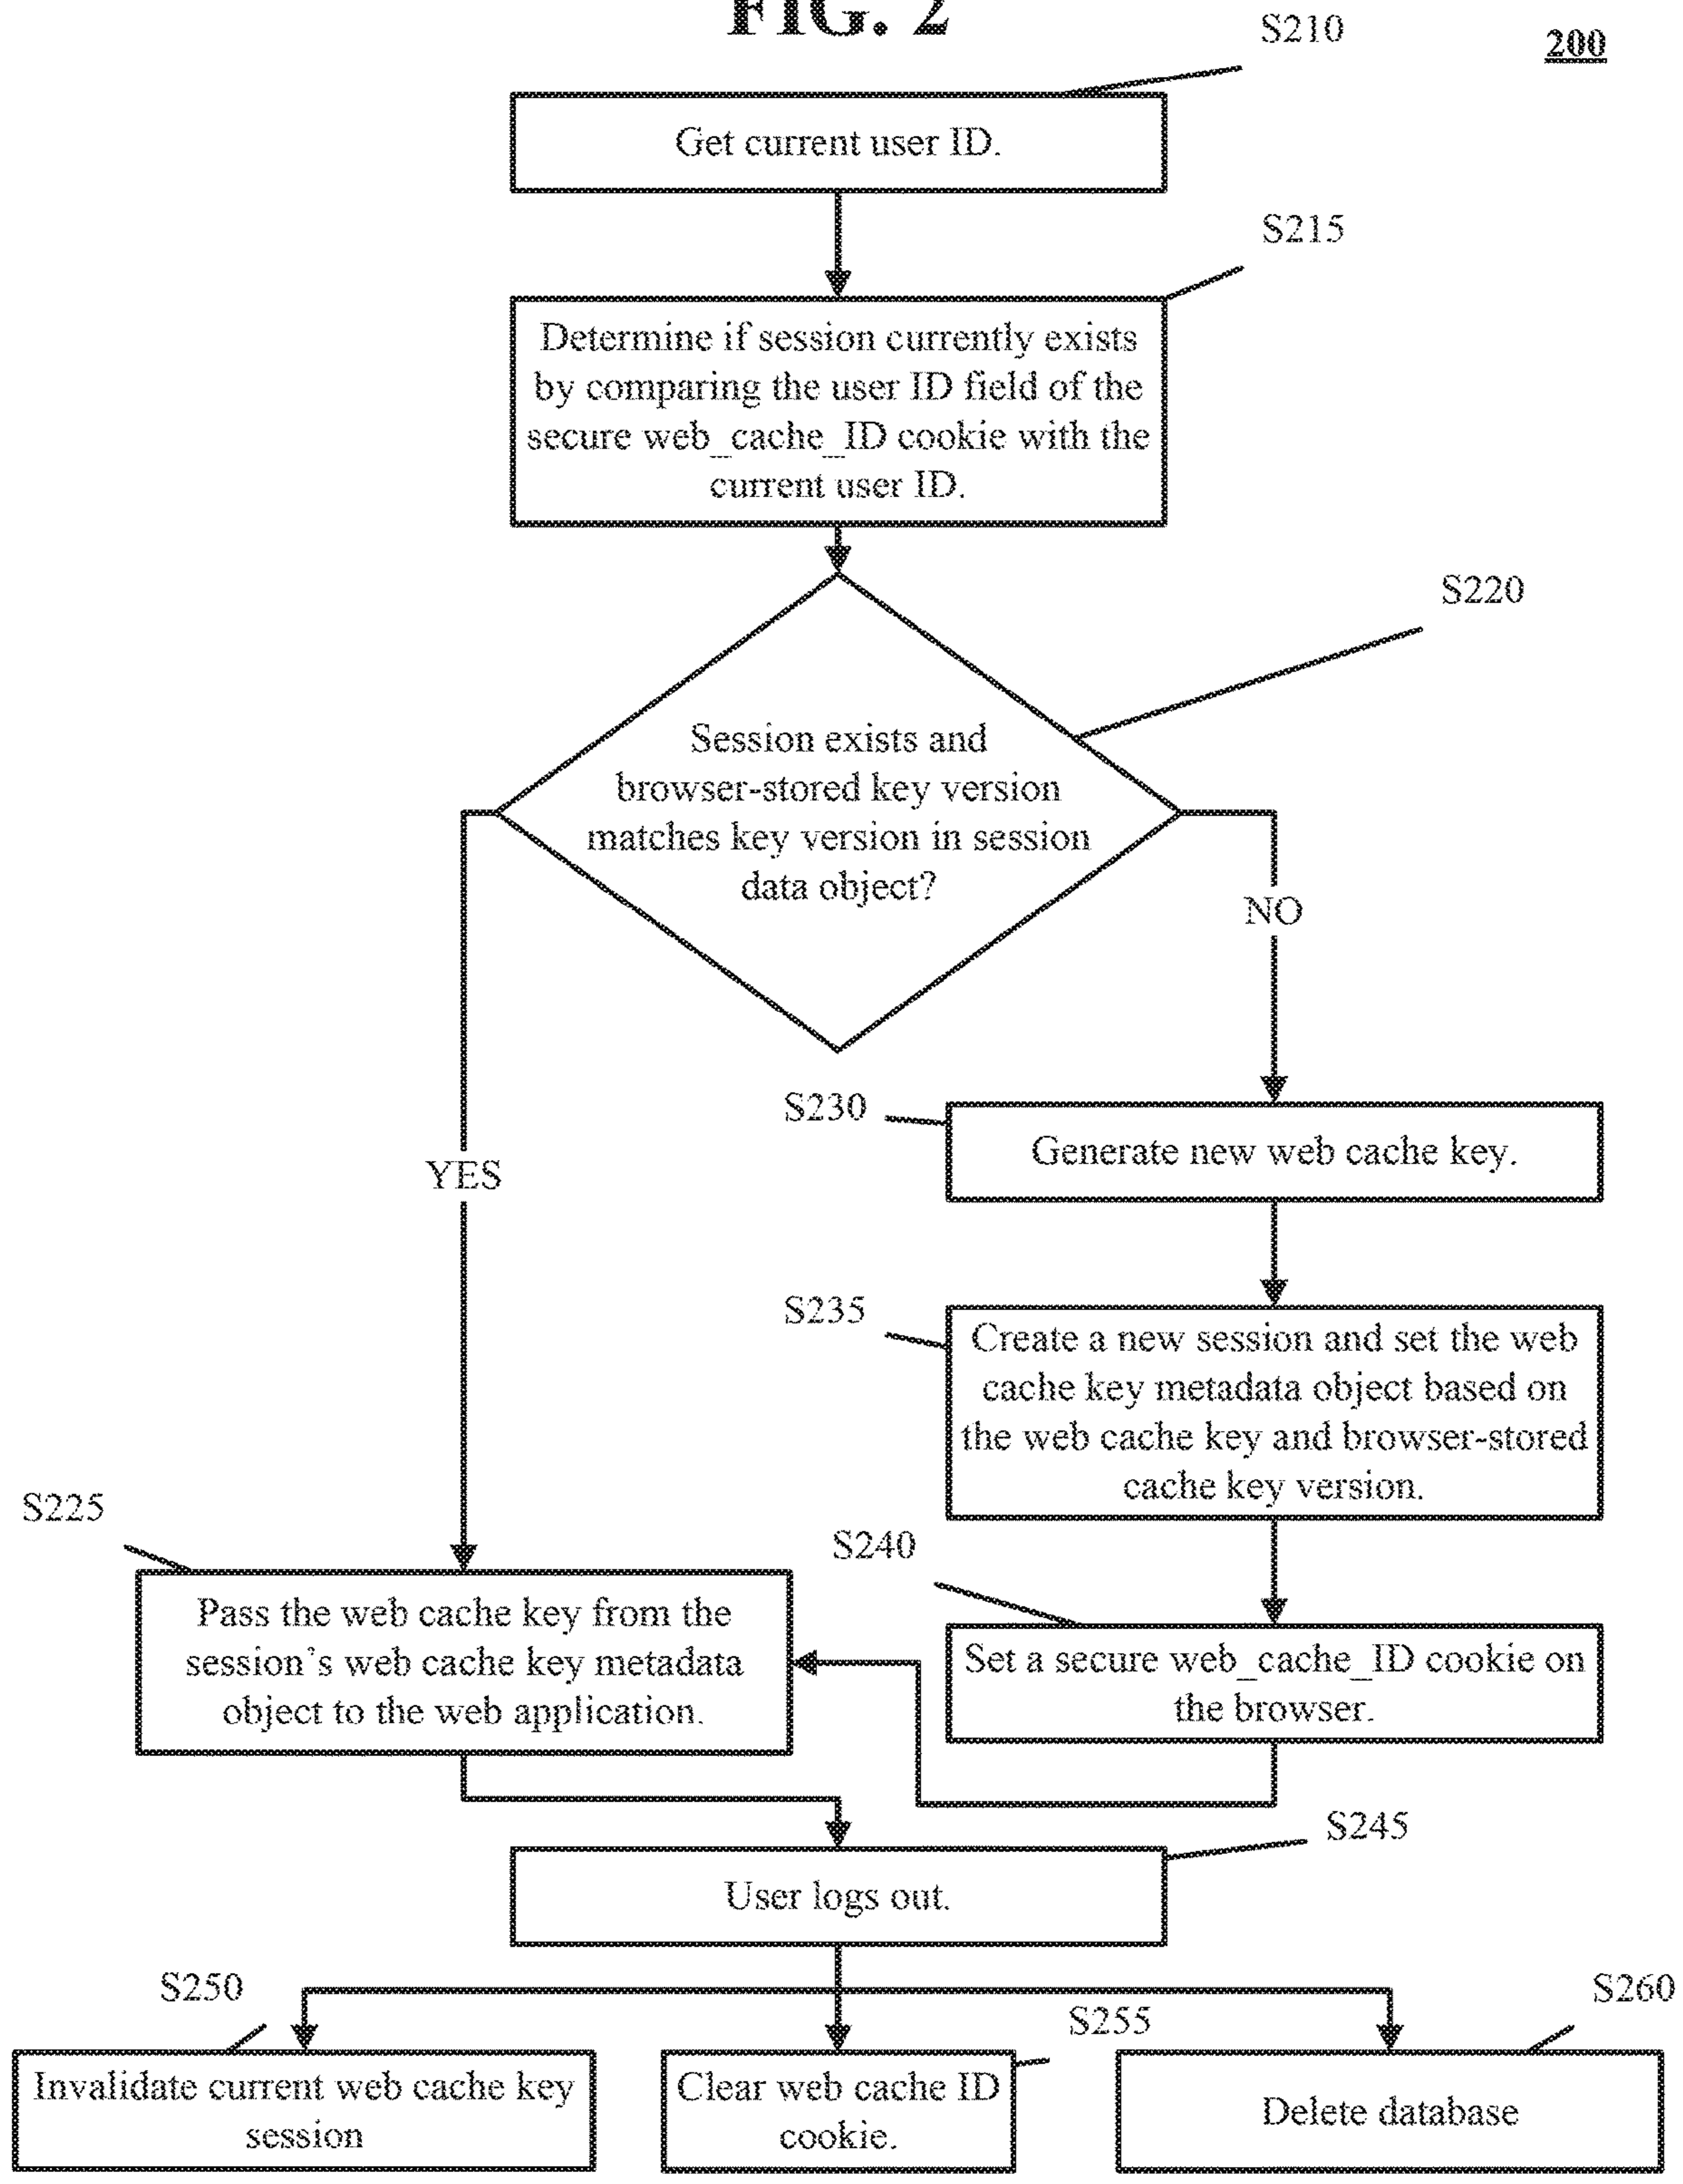 FIG. 2
200
S210
Get current user ID.
S215
Determine if session currently exists
by comparing the user ID field of the
secure web_cache_ID cookie with the
current user ID.
S220
Session exists and
browser-stored key version
matches key version in session
data object?
NO
YES
S230
Generate new web cache key.
S235
Create a new session and set the web
cache key metadata object based on
the web cache key and browser-stored
cache key version.
S225
Pass the web cache key from the
session's web cache key metadata
object to the web application.
S240
Set a secure web_cache_ID cookie on
the browser.
S245
User logs out.
S250
Invalidate current web cache key
session
S255
Clear web cache ID
cookie.
S260
Delete database